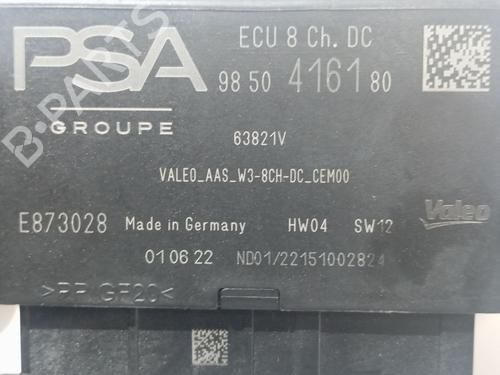 PSA
GROUPE
ECU 8 Ch. DC
98 50 4161 80
63821V
VALEO_AAS_W3-8CH-DC_CEM00
E873028 Made in Germany HW04 SW12 Valeo
01 06 22 ND01/22151002824
>PP GF20<
B-PARTS